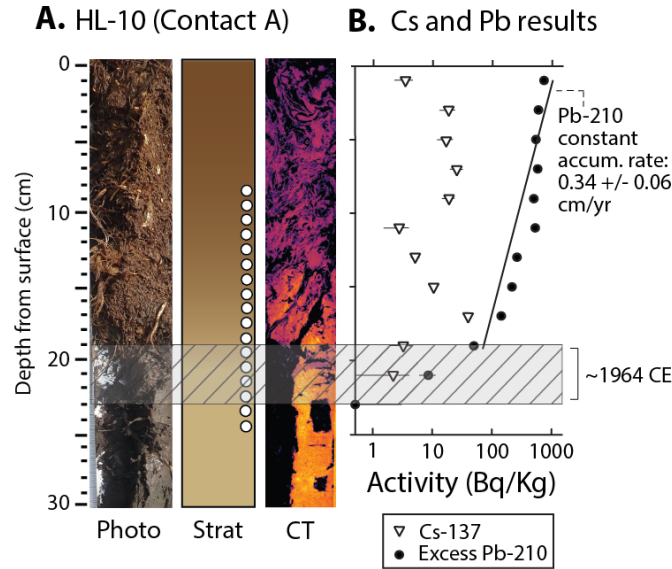 A. HL-10 (Contact A)
B. Cs and Pb results
0
10
20
30
Depth from surface (cm)
Photo
Strat
CT
Pb-210
constant
accum. rate:
0.34 +/- 0.06
cm/yr
~1964 CE
1
10
100
1000
Activity (Bq/Kg)
Cs-137
Excess Pb-210